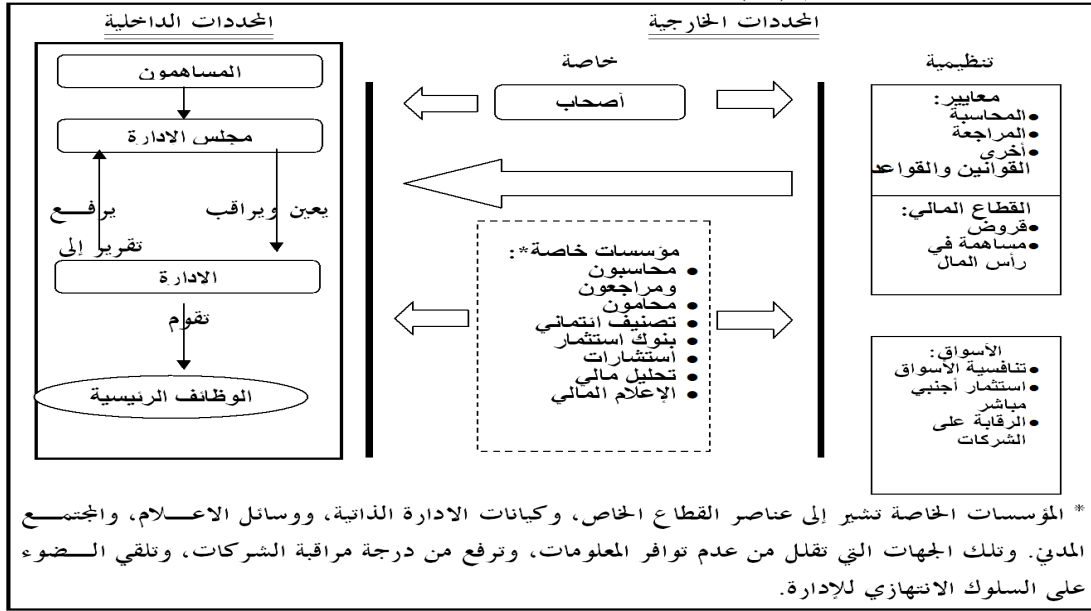 المحددات الخارجية
المحددات الداخلية
تنظيمية
معايير:
•المحاسبة
•المراجعة
•أخرى
القوانين والقواعد
القطاع المالي:
•قروض
•مساهمة في
رأس المال
الأسواق:
•تنافسية الأسواق
•استثمار أجنبي
مباشر
•الرقابة على
الشركات
خاصة
أصحاب
مؤسسات خاصة*:
• محاسبون
ومراجعون
• محامون
• تصنيف ائتماني
• بنوك استثمار
• استشارات
• تحليل مالي
• الإعلام المالي
المساهمون
مجلس الادارة
يعين ويراقب
يرفع
تقرير إلى
الادارة
تقوم
الوظائف الرئيسية
* المؤسسات الخاصة تشير إلى عناصر القطاع الخاص، وكيانات الادارة الذاتية، ووسائل الاعلام، والمجتمع
المدني. وتلك الجهات التي تقلل من عدم توافر المعلومات، وترفع من درجة مراقبة الشركات، وتلقي الضوء
على السلوك الانتهازي للإدارة.